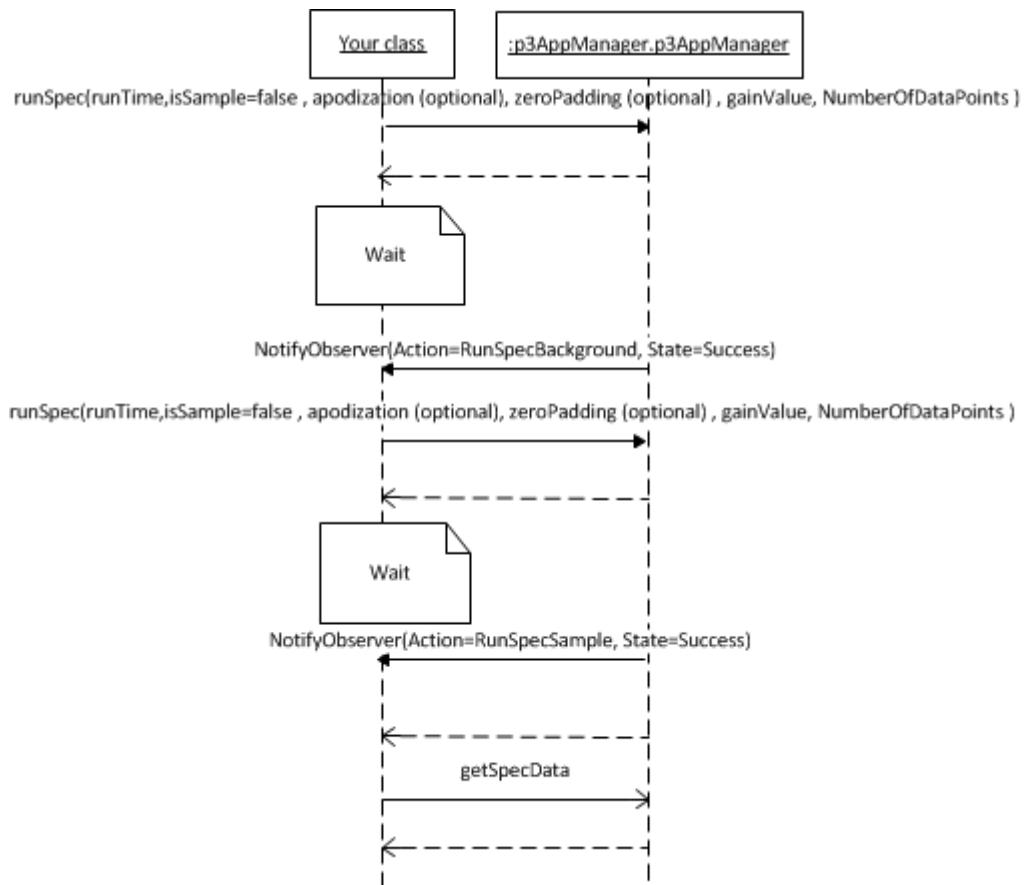 Your class
:p3AppManager.p3AppManager
runSpec(runTime,isSample=false , apodization (optional), zeroPadding (optional) , gainValue, NumberOfDataPoints )
Wait
NotifyObserver(Action=RunSpecBackground, State=Success)
runSpec(runTime,isSample=false , apodization (optional), zeroPadding (optional) , gainValue, NumberOfDataPoints )
Wait
NotifyObserver(Action=RunSpecSample, State=Success)
getSpecData